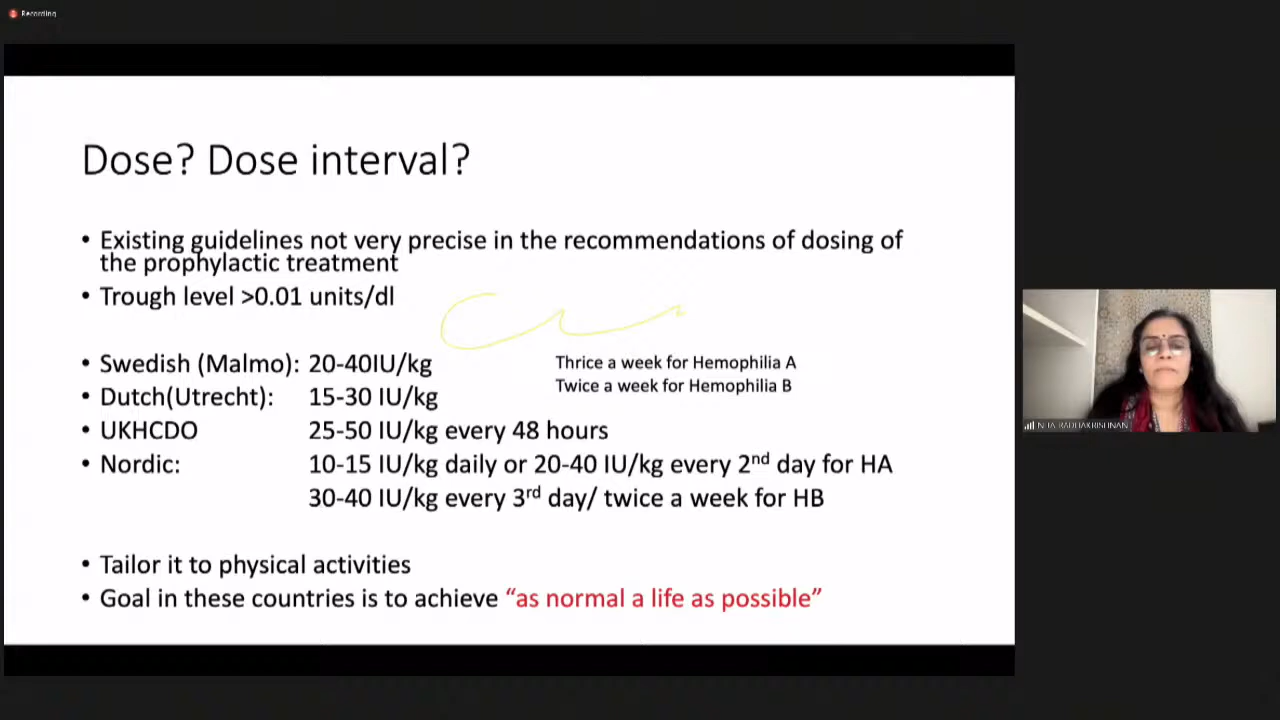 Recording
Dose? Dose interval?
• Existing guidelines not very precise in the recommendations of dosing of
the prophylactic treatment
• Trough level >0.01 units/dl
• Swedish (Malmo): 20-40IU/kg
Thrice a week for Hemophilia A
Twice a week for Hemophilia B
• Dutch(Utrecht): 15-30 IU/kg
• UKHCDO 25-50 IU/kg every 48 hours
• Nordic: 10-15 IU/kg daily or 20-40 IU/kg every 2nd day for HA
30-40 IU/kg every 3rd day/ twice a week for HB
• Tailor it to physical activities
• Goal in these countries is to achieve “as normal a life as possible”
NITA RADHAKRISHNAN